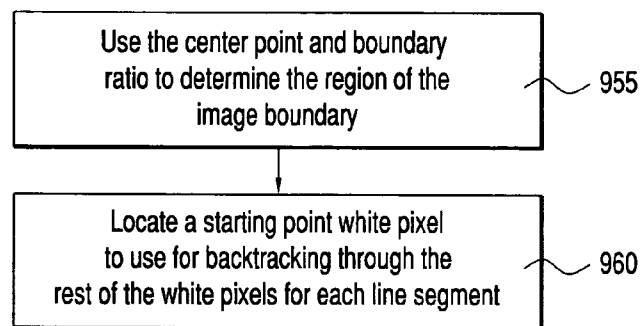 Use the center point and boundary
ratio to determine the region of the
image boundary
955
Locate a starting point white pixel
to use for backtracking through the
rest of the white pixels for each line segment
960